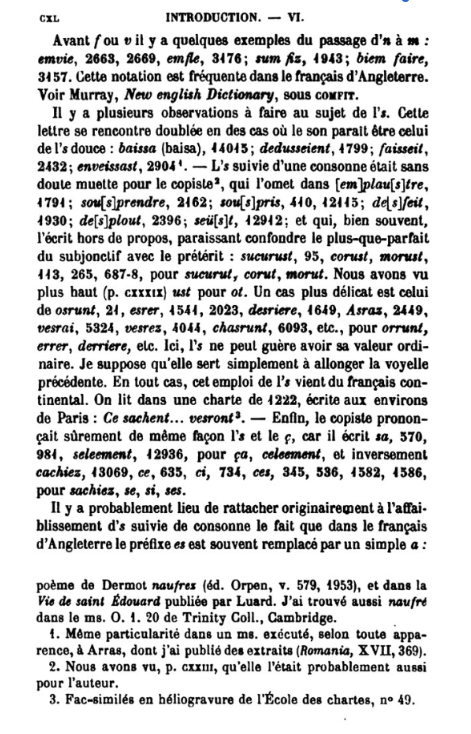 CXL INTRODUCTION. — VI.
Avant f ou v il y a quelques exemples du passage d'n à m :
emvie, 2663, 2669, emfle, 3176; sum fiz, 1943; biem faire,
3157. Cette notation est fréquente dans le français d'Angleterre.
Voir Murray, New english Dictionary, sous COMFIT.
Il y a plusieurs observations à faire au sujet de l's. Cette
lettre se rencontre doublée en des cas où le son paraît être celui
de l's douce : baissa (baisa), 14015; dedusseient, 1799; faisseit,
2432; enveissast, 2904¹. — L's suivie d'une consonne était sans
doute muette pour le copiste², qui l'omet dans [em]plau[s]tre,
1791; sou[s]prendre, 2162; sou[s]pris, 410, 12115; de[s]feit,
1930; de[s]plout, 2396; seü[s]t, 12912; et qui, bien souvent,
l'écrit hors de propos, paraissant confondre le plus-que-parfait
du subjonctif avec le prétérit : sucurust, 95, corust, morust,
113, 265, 687-8, pour sucurut, corut, morut. Nous avons vu
plus haut (p. CXXXIX) ust pour ot. Un cas plus délicat est celui
de osrunt, 21, esrer, 1541, 2023, desriere, 1649, Asraz, 2449,
vesrai, 5324, vesrez, 4044, chasrunt, 6093, etc., pour orrunt,
errer, derriere, etc. Ici, l's ne peut guère avoir sa valeur ordi-
naire. Je suppose qu'elle sert simplement à allonger la voyelle
précédente. En tout cas, cet emploi de l's vient du français con-
tinental. On lit dans une charte de 1222, écrite aux environs
de Paris : Ce sachent... vesront³. — Enfin, le copiste pronon-
çait sûrement de même façon l's et le ç, car il écrit sa, 570,
981, seleement, 12936, pour ça, celeement, et inversement
cachiez, 13069, ce, 635, ci, 734, ces, 345, 536, 1582, 1586,
pour sachiez, se, si, ses.
Il y a probablement lieu de rattacher originairement à l'affai-
blissement d's suivie de consonne le fait que dans le français
d'Angleterre le préfixe es est souvent remplacé par un simple a :
poème de Dermot naufrez (éd. Orpen, v. 579, 1953), et dans la
Vie de saint Édouard publiée par Luard. J'ai trouvé aussi naufré
dans le ms. O. 1. 20 de Trinity Coll., Cambridge.
1. Même particularité dans un ms. exécuté, selon toute appa-
rence, à Arras, dont j'ai publié des extraits (Romania, XVII, 369).
2. Nous avons vu, p. CXXIII, qu'elle l'était probablement aussi
pour l'auteur.
3. Fac-similés en héliogravure de l'École des chartes, nº 49.